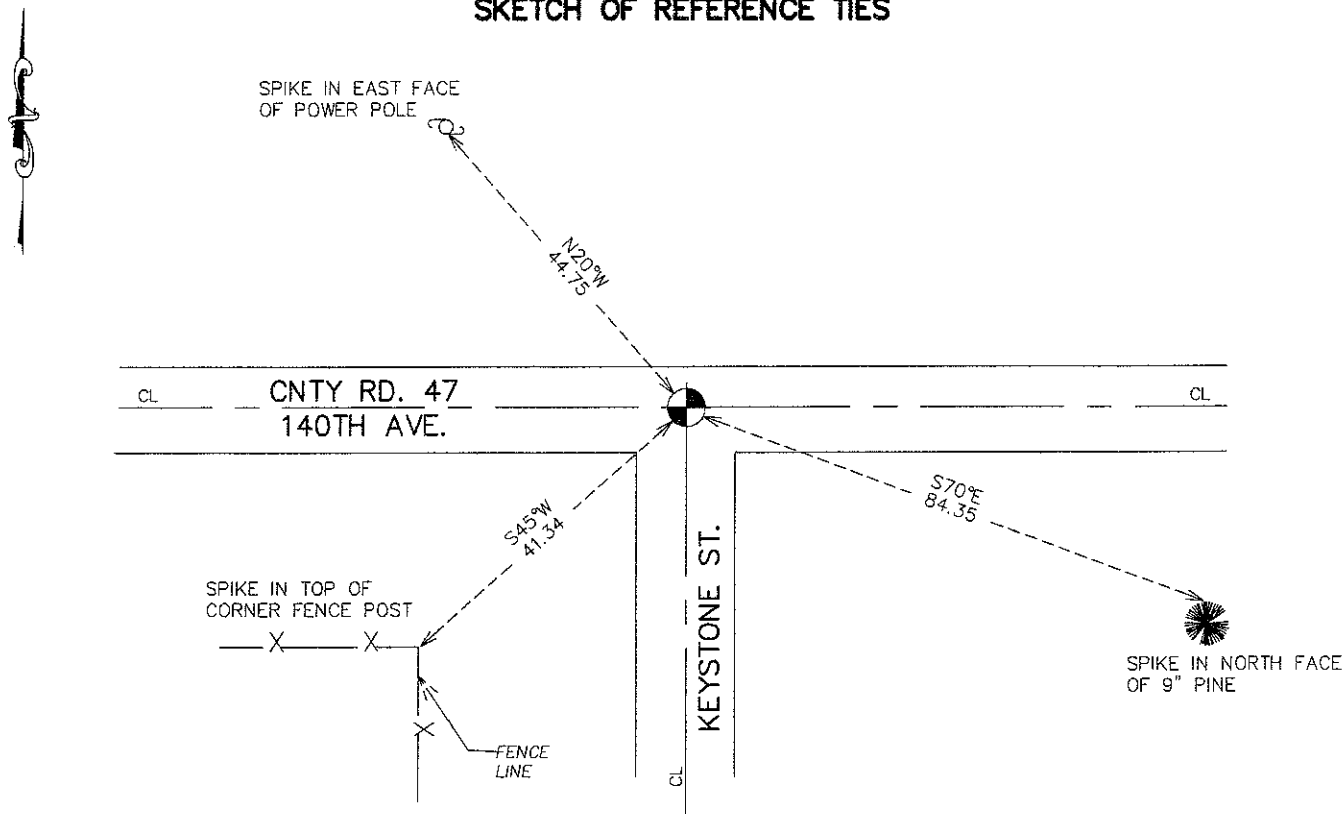 SKETCH OF REFERENCE TIES
SPIKE IN EAST FACE
OF POWER POLE
N20°W
44.75
CL
CNTY RD. 47
140TH AVE.
CL
S45°W
41.34
S70°E
84.35
KEYSTONE ST.
CL
SPIKE IN TOP OF
CORNER FENCE POST
X X
X
FENCE
LINE
SPIKE IN NORTH FACE
OF 9" PINE